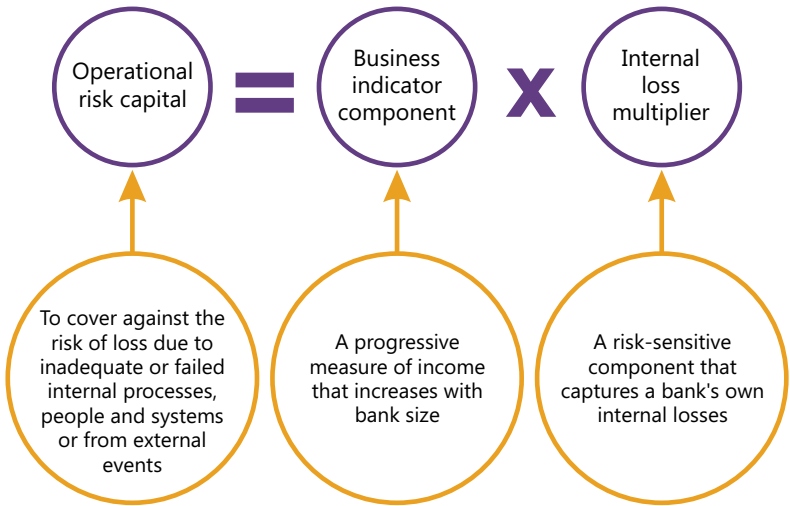 Operational
risk capital
=
Business
indicator
component
x
Internal
loss
multiplier
To cover against the
risk of loss due to
inadequate or failed
internal processes,
people and systems
or from external
events
A progressive
measure of income
that increases with
bank size
A risk-sensitive
component that
captures a bank's own
internal losses